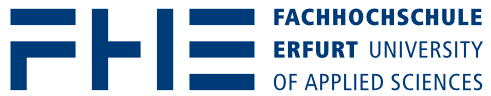 FHE
FACHHOCHSCHULE
ERFURT UNIVERSITY
OF APPLIED SCIENCES